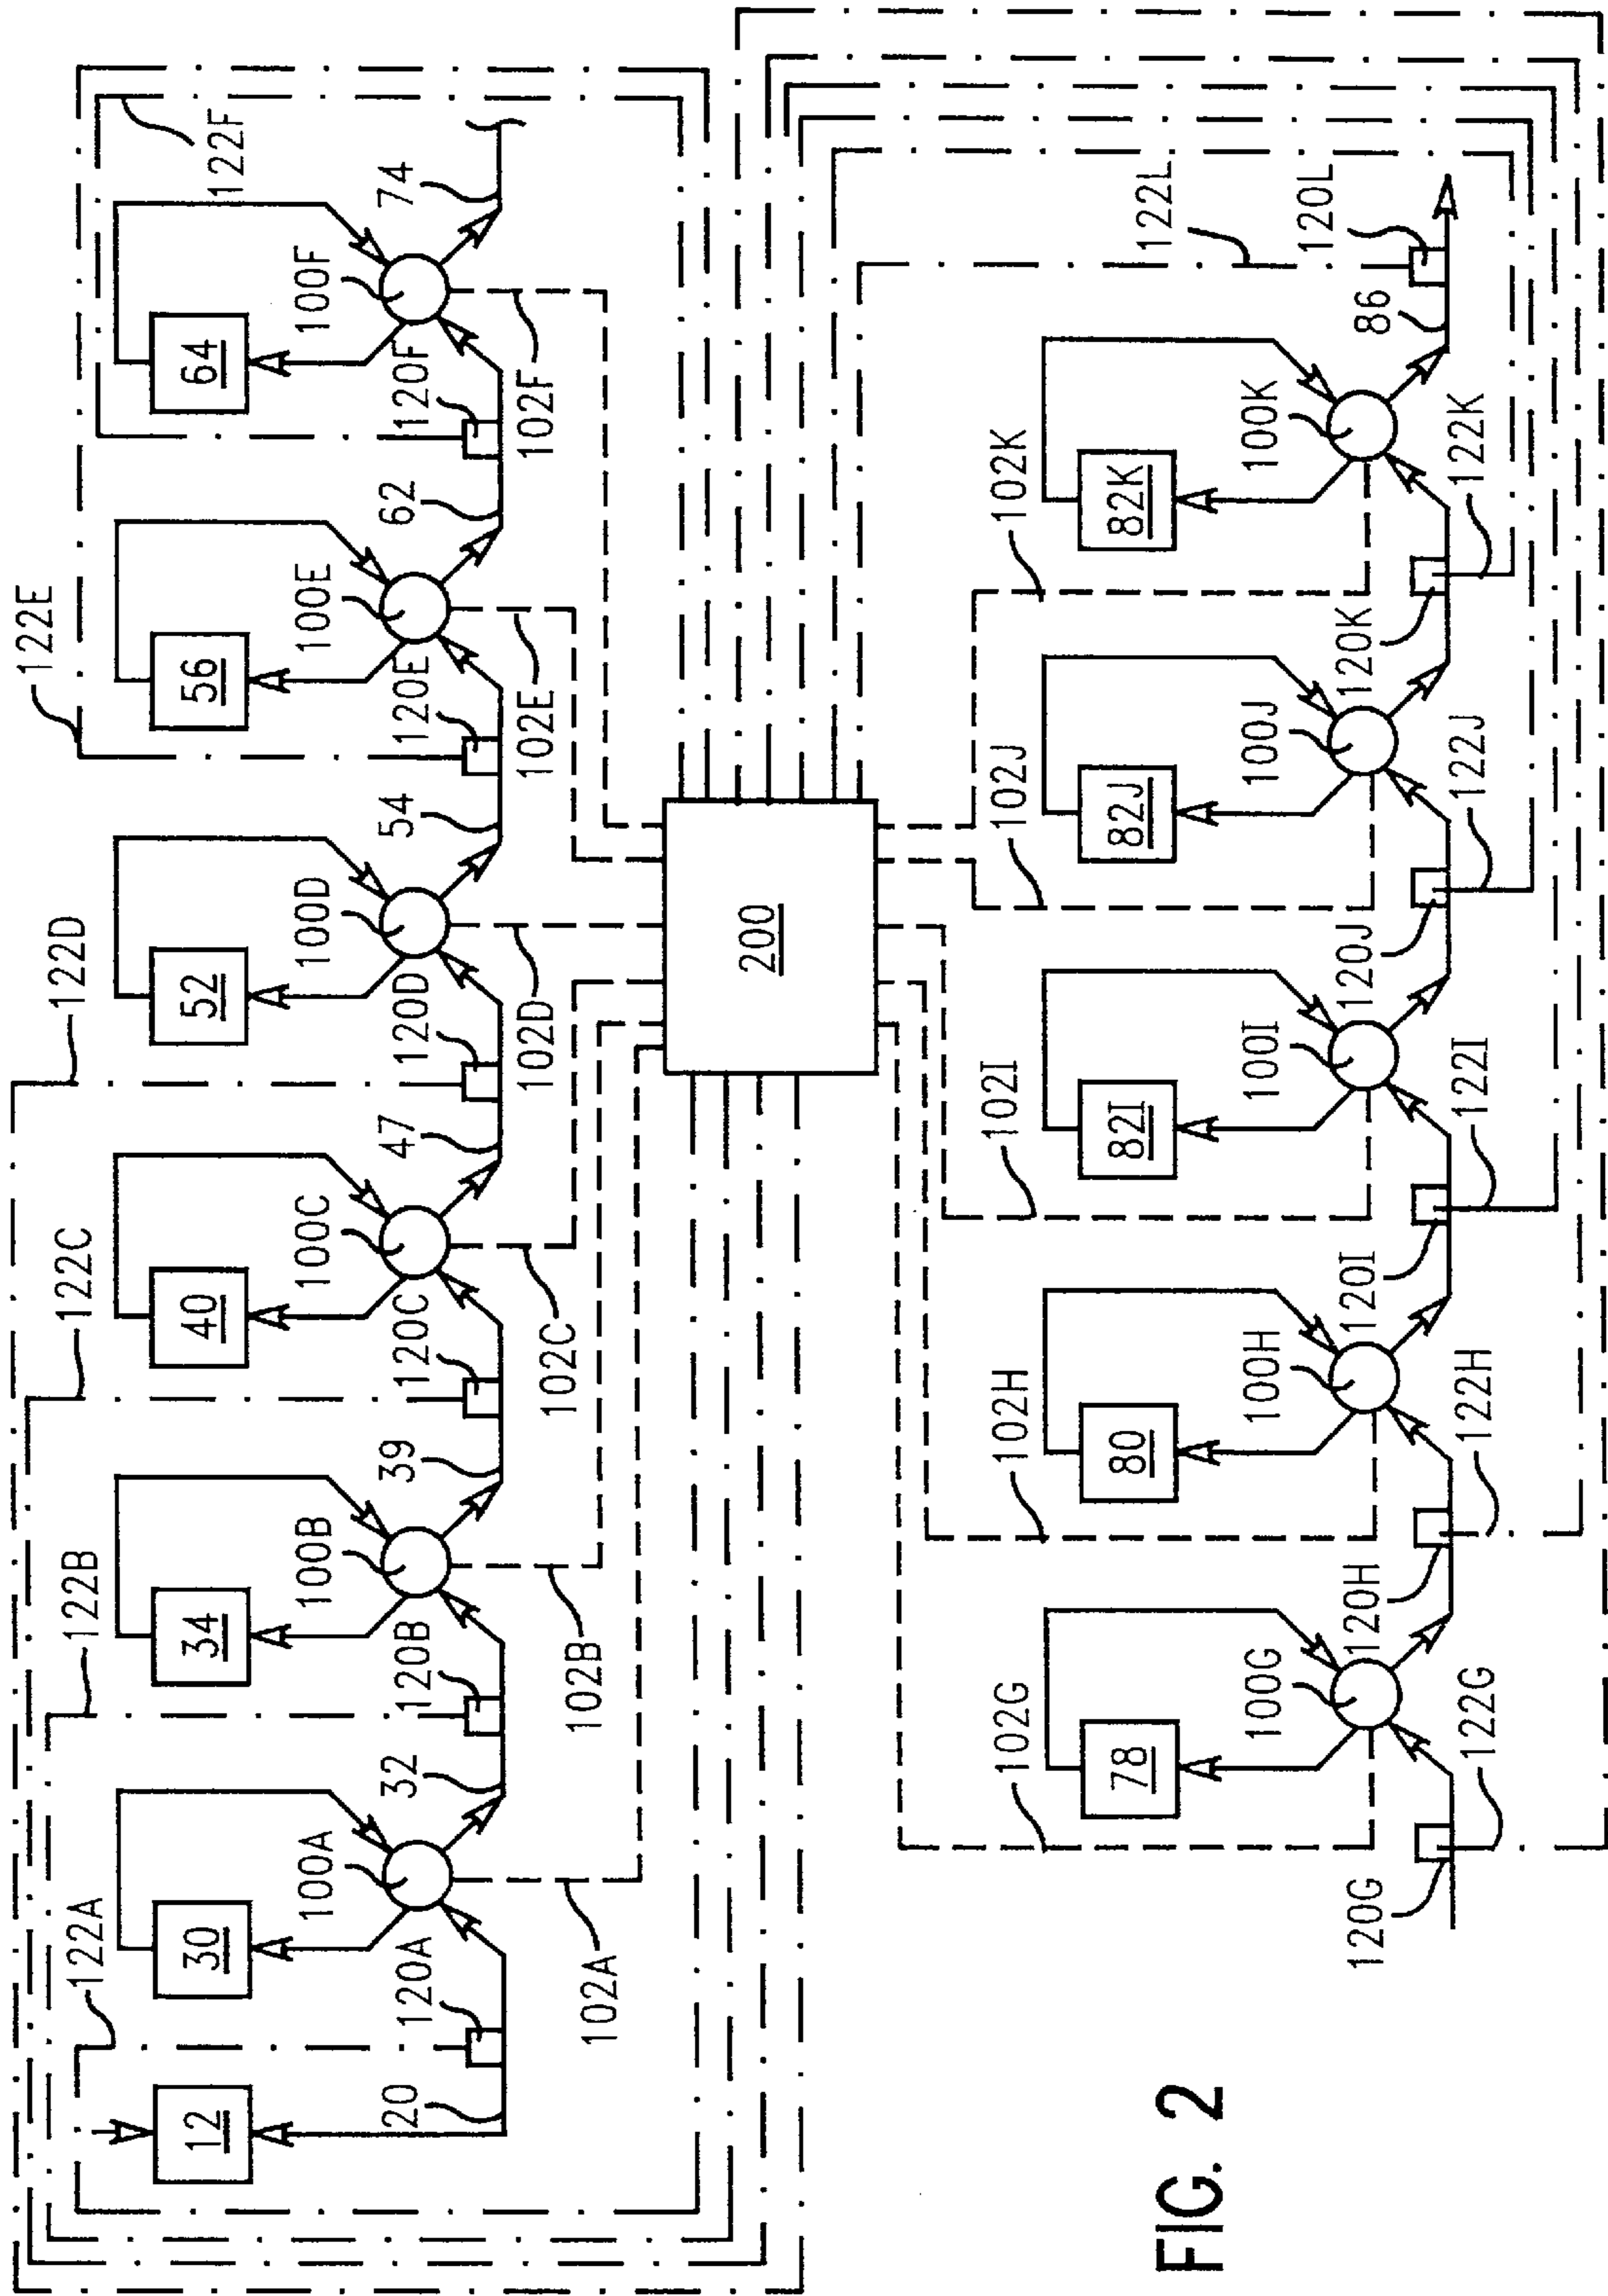 122A
122B
122C
122D
122E
122F
12
30
34
40
52
56
64
100A
100B
100C
100D
100E
100F
20
120A
32
120B
39
120C
47
120D
54
120E
62
120F
74
102A
102B
102C
102D
102E
102F
200
102G
102H
102I
102J
102K
122L
78
80
82I
82J
82K
100G
100H
100I
100J
100K
120L
86
120G
120H
120I
120J
120K
122G
122H
122I
122J
122K
FIG. 2